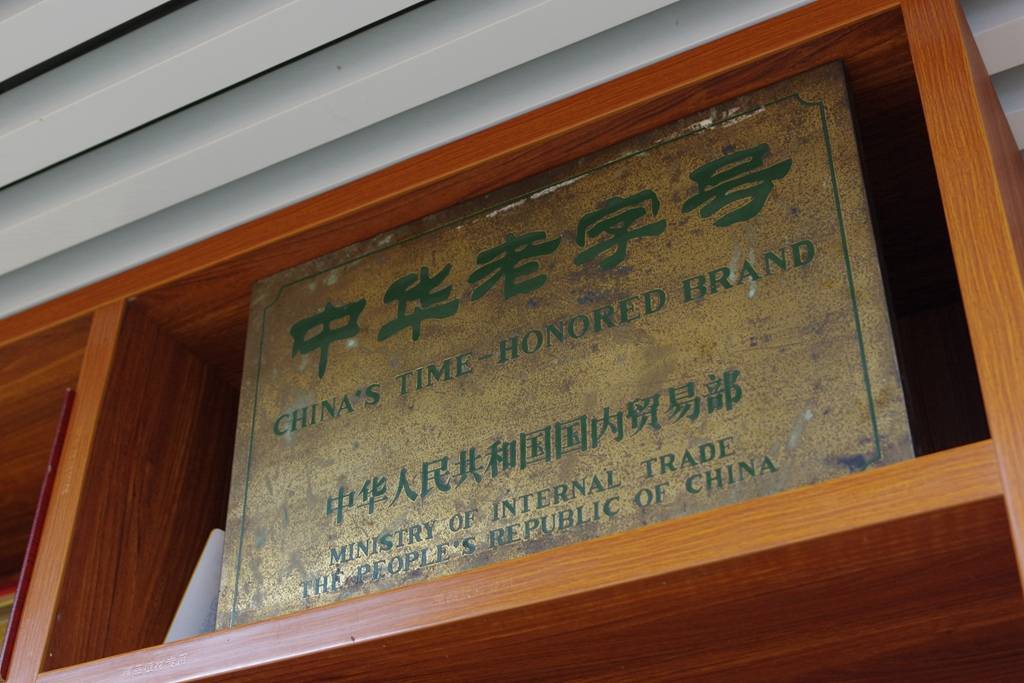 中华老字号
CHINA'S TIME-HONORED BRAND
中华人民共和国国内贸易部
MINISTRY OF INTERNAL TRADE
THE PEOPLE'S REPUBLIC OF CHINA